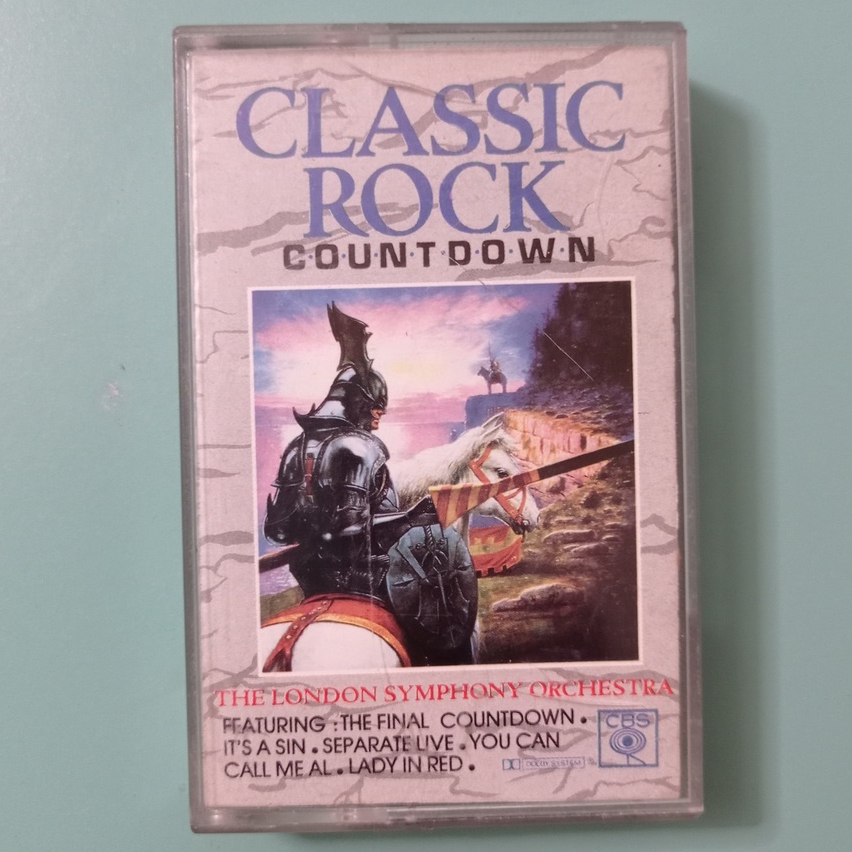 CLASSIC
ROCK
C·O·U·N·T·D·O·W·N
THE LONDON SYMPHONY ORCHESTRA
FEATURING :THE FINAL COUNTDOWN •
IT'S A SIN • SEPARATE LIVE • YOU CAN
CALL ME AL • LADY IN RED •
CBS
DOLBY SYSTEM